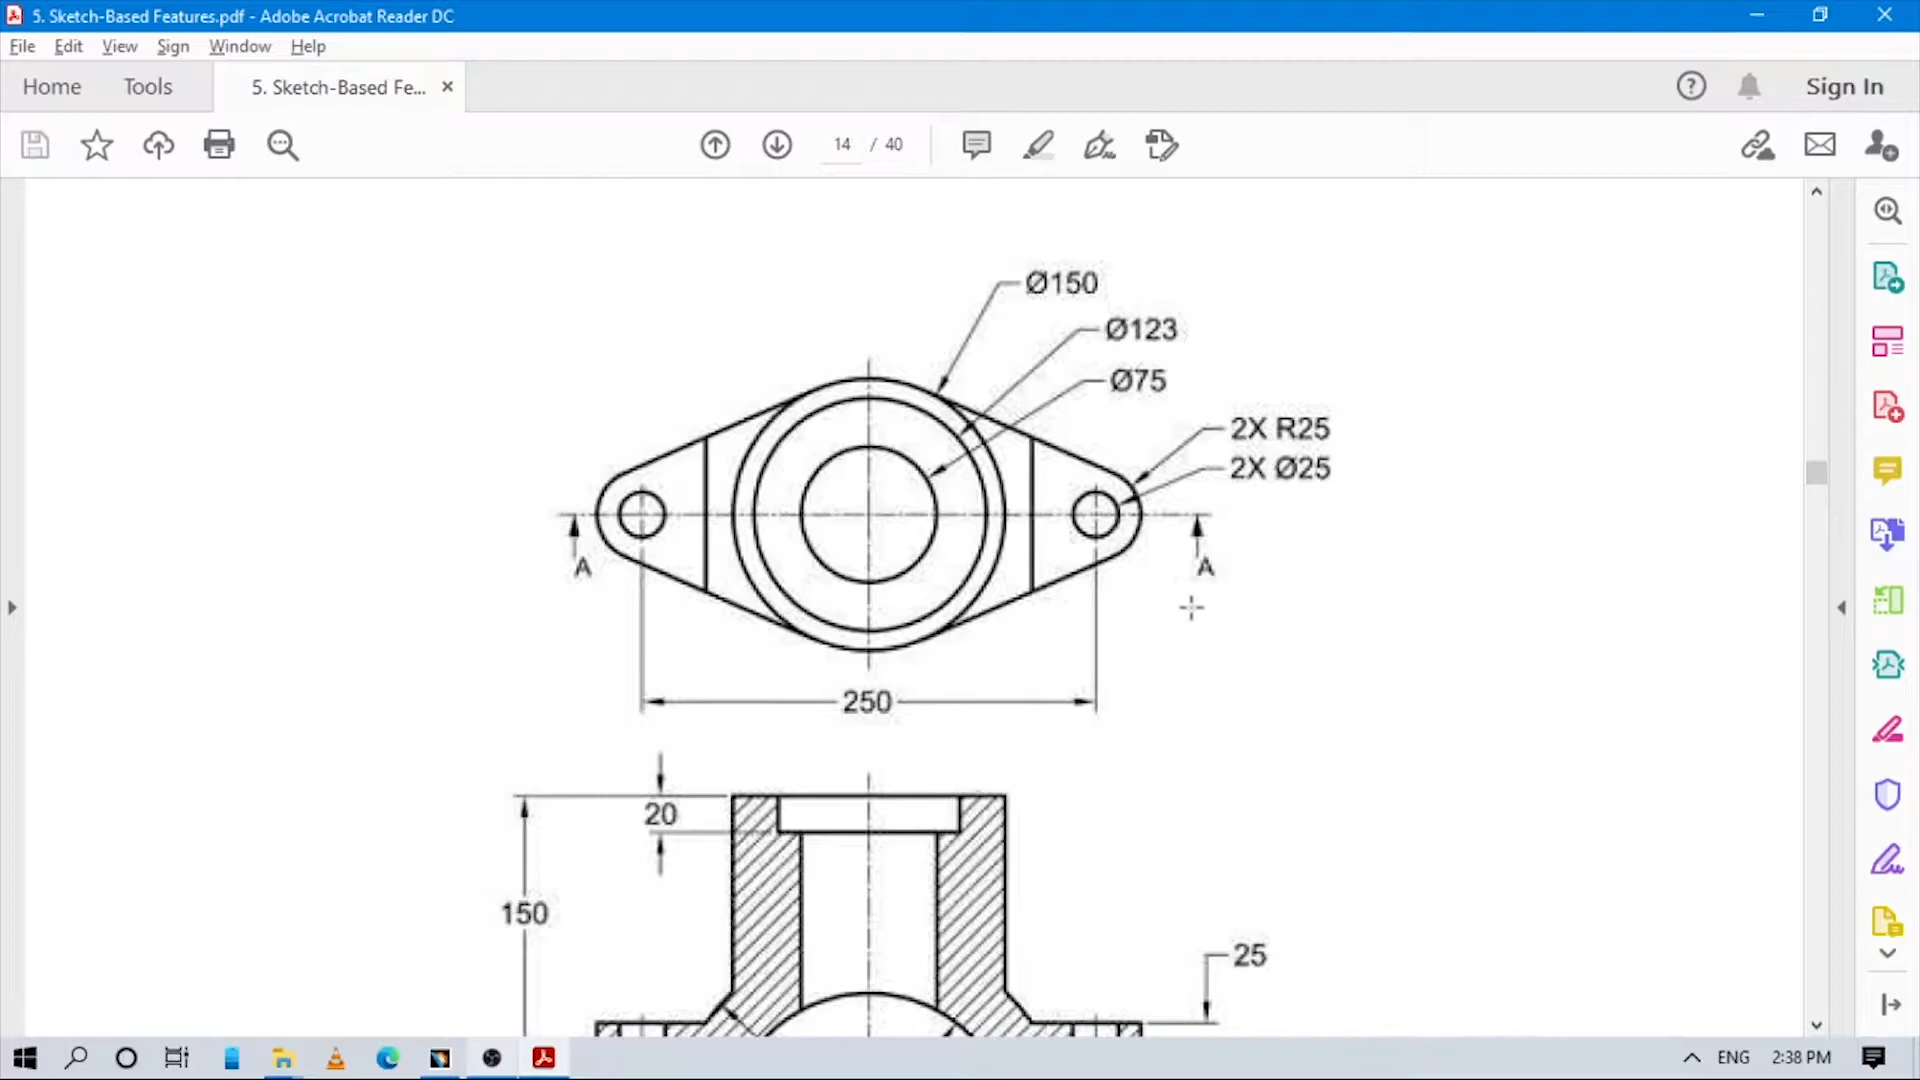 5. Sketch-Based Features.pdf - Adobe Acrobat Reader DC
File Edit View Sign Window Help
Home Tools 5. Sketch-Based Fe... Sign In
14 / 40
Ø150
Ø123
Ø75
2X R25
2X Ø25
A A
250
20
150
25
ENG 2:38 PM